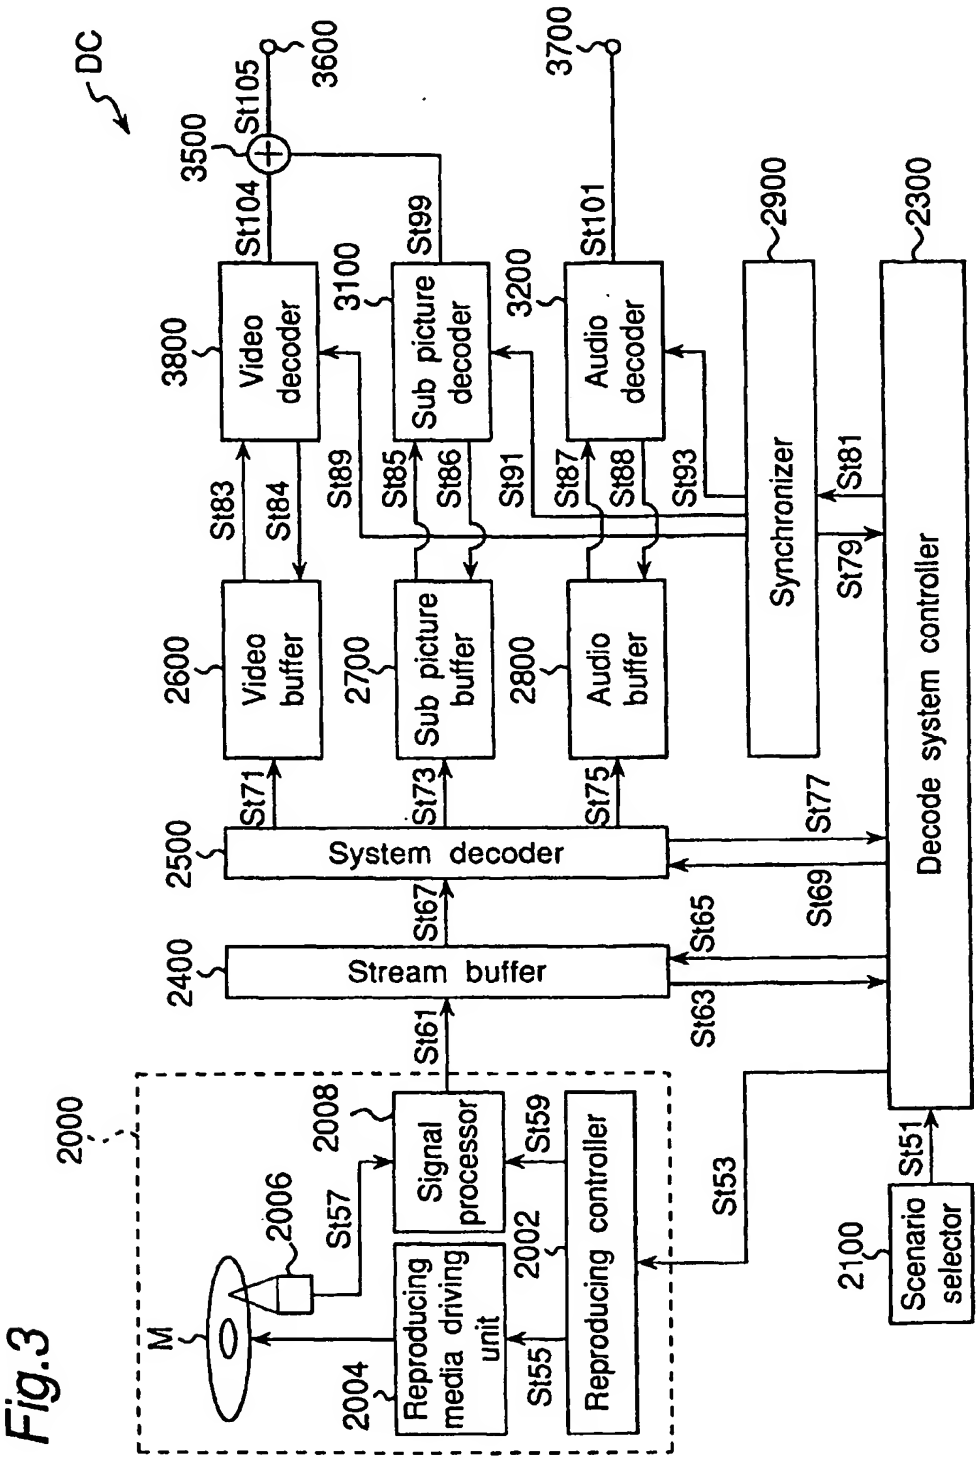 Fig.3
DC
2000
M
2006
St57
2004
Reproducing
media driving
unit
2008
Signal
processor
St55
2002
St59
Reproducing controller
St53
2100
Scenario
selector
St51
St61
2400
Stream buffer
St63
St65
St67
2500
System decoder
St69
St77
St71
St73
St75
2600
Video
buffer
2700
Sub picture
buffer
2800
Audio
buffer
St83
St84
St89
St85
St86
St91
St87
St88
St93
3800
Video
decoder
3100
Sub picture
decoder
3200
Audio
decoder
St104
3500
St105
3600
St99
St101
3700
Synchronizer
2900
St79
St81
Decode system controller
2300